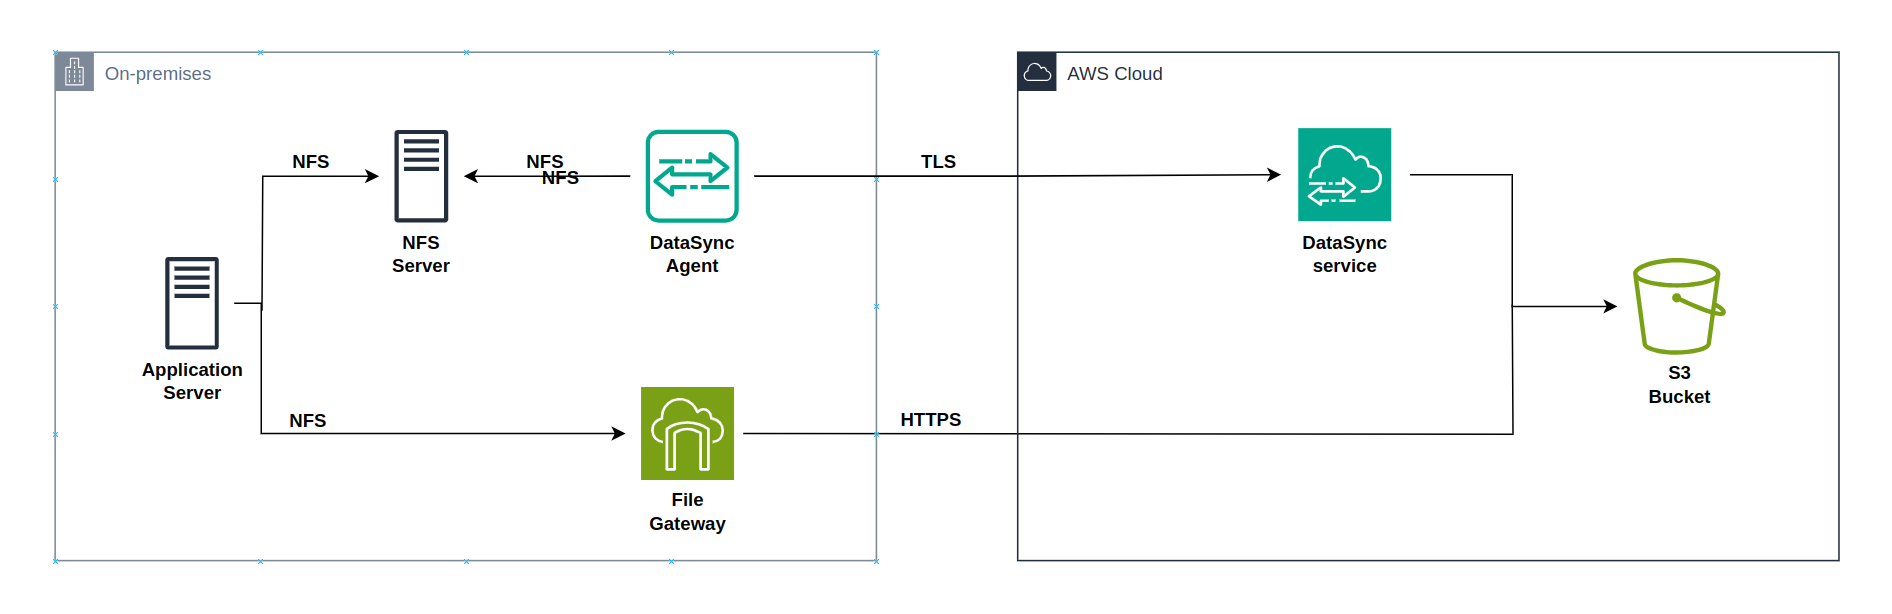 On-premises
AWS Cloud
NFS
NFS
NFS
TLS
NFS
Server
DataSync
Agent
DataSync
service
Application
Server
S3
Bucket
NFS
HTTPS
File
Gateway